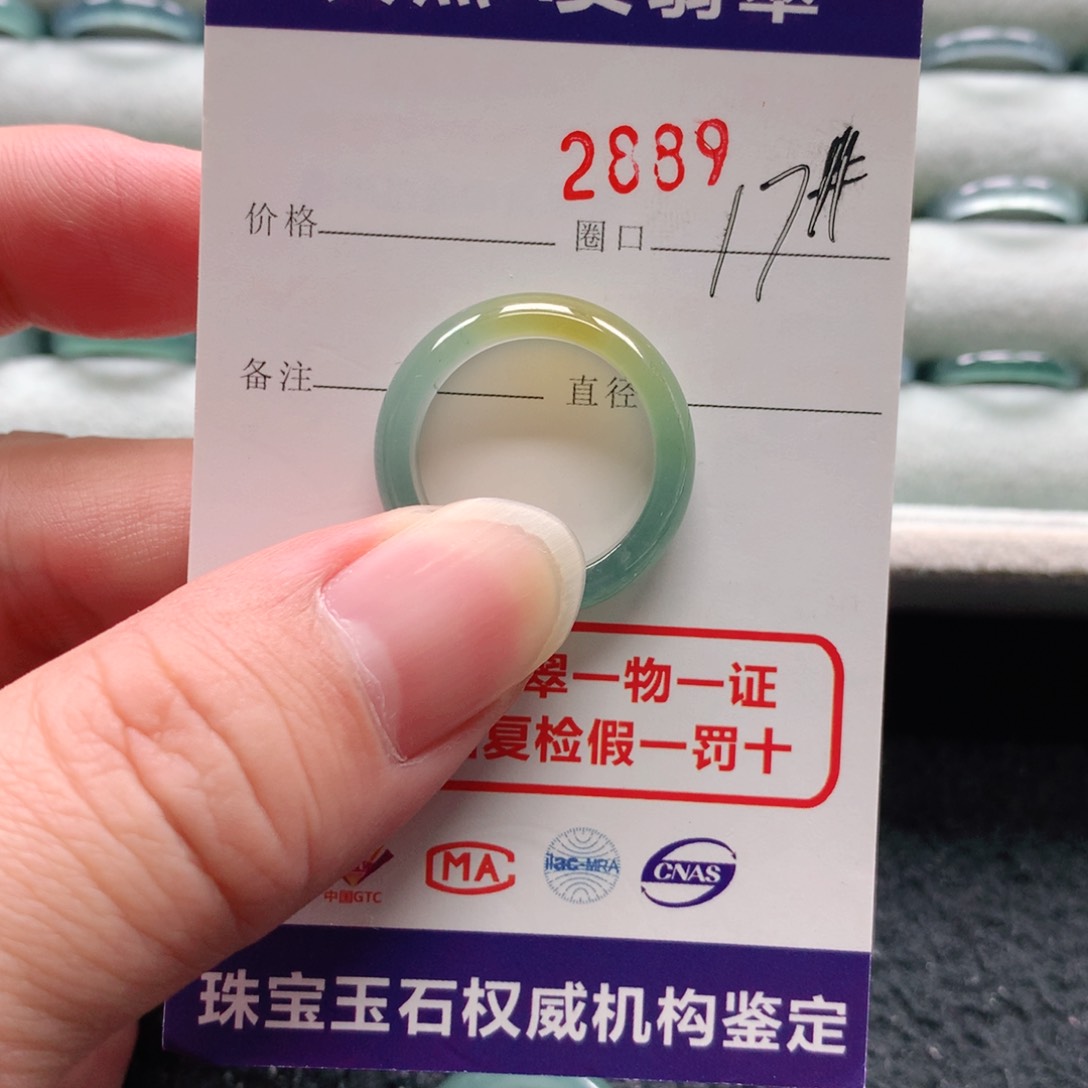 2889
价格 圈口 17#
备注 直径
翠一物一证
复检假一罚十
中国GTC MA ilac-MRA CNAS
珠宝玉石权威机构鉴定